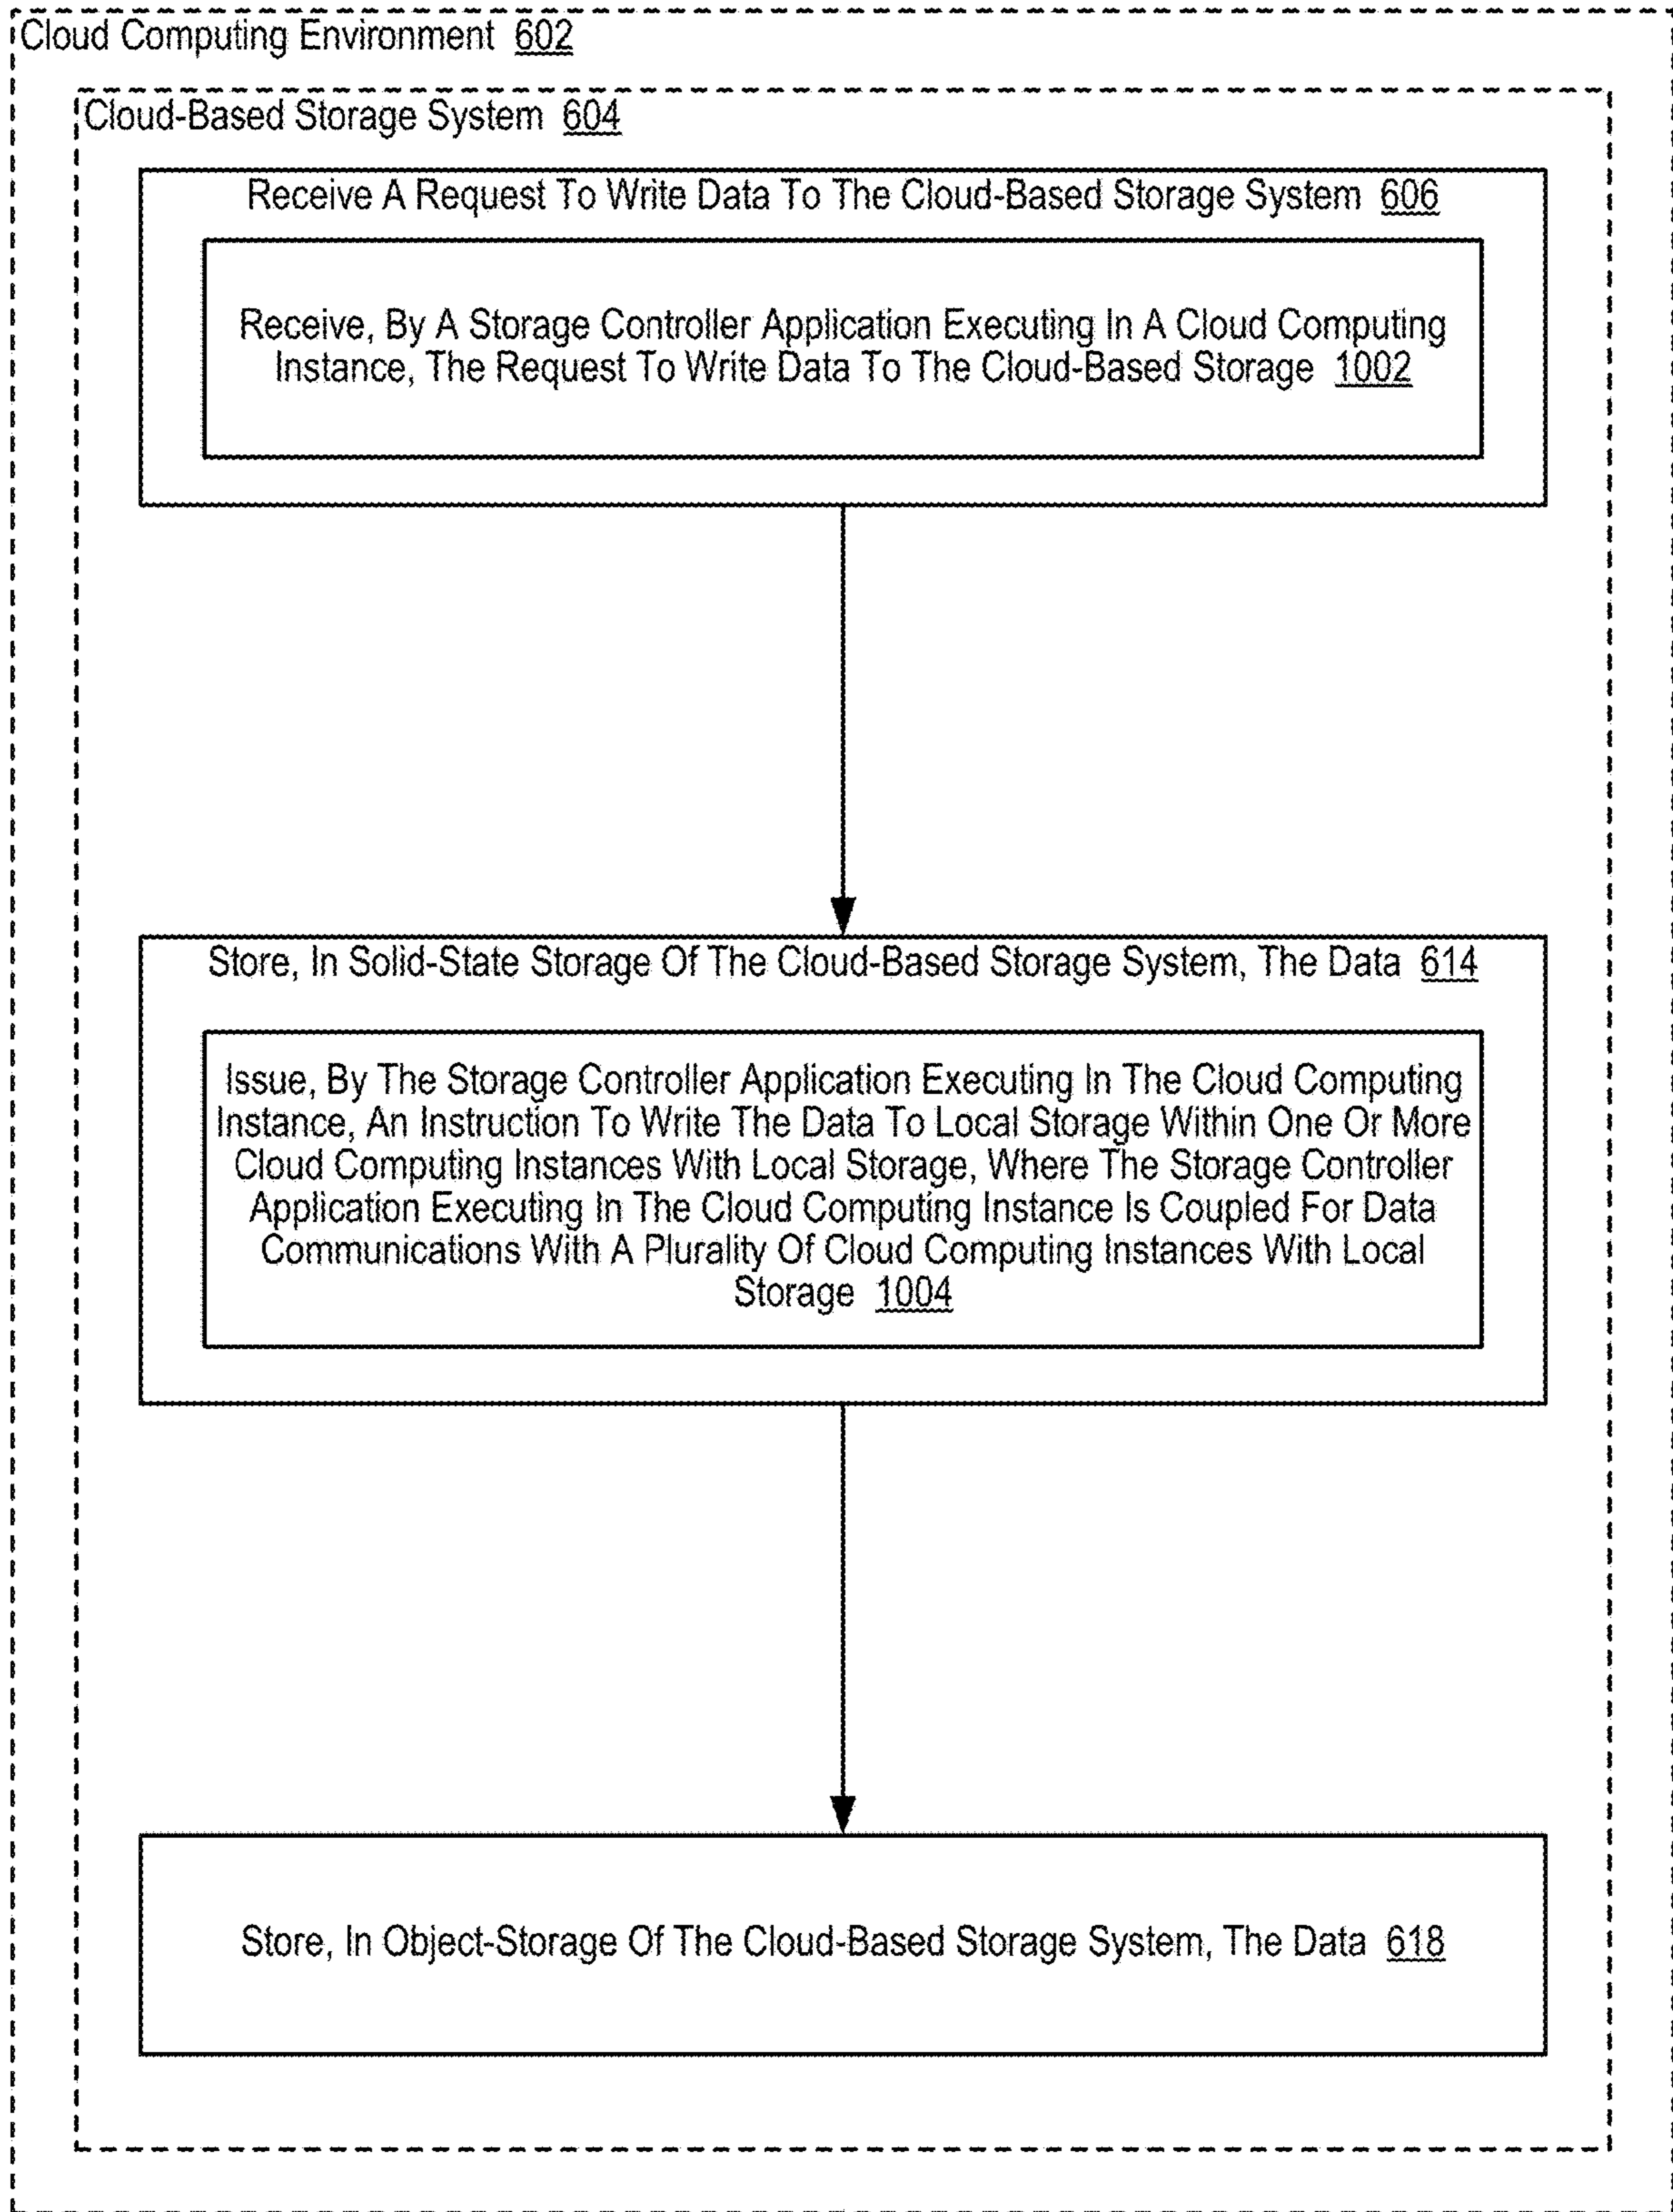 Cloud Computing Environment 602
Cloud-Based Storage System 604
Receive A Request To Write Data To The Cloud-Based Storage System 606
Receive, By A Storage Controller Application Executing In A Cloud Computing
Instance, The Request To Write Data To The Cloud-Based Storage 1002
Store, In Solid-State Storage Of The Cloud-Based Storage System, The Data 614
Issue, By The Storage Controller Application Executing In The Cloud Computing
Instance, An Instruction To Write The Data To Local Storage Within One Or More
Cloud Computing Instances With Local Storage, Where The Storage Controller
Application Executing In The Cloud Computing Instance Is Coupled For Data
Communications With A Plurality Of Cloud Computing Instances With Local
Storage 1004
Store, In Object-Storage Of The Cloud-Based Storage System, The Data 618